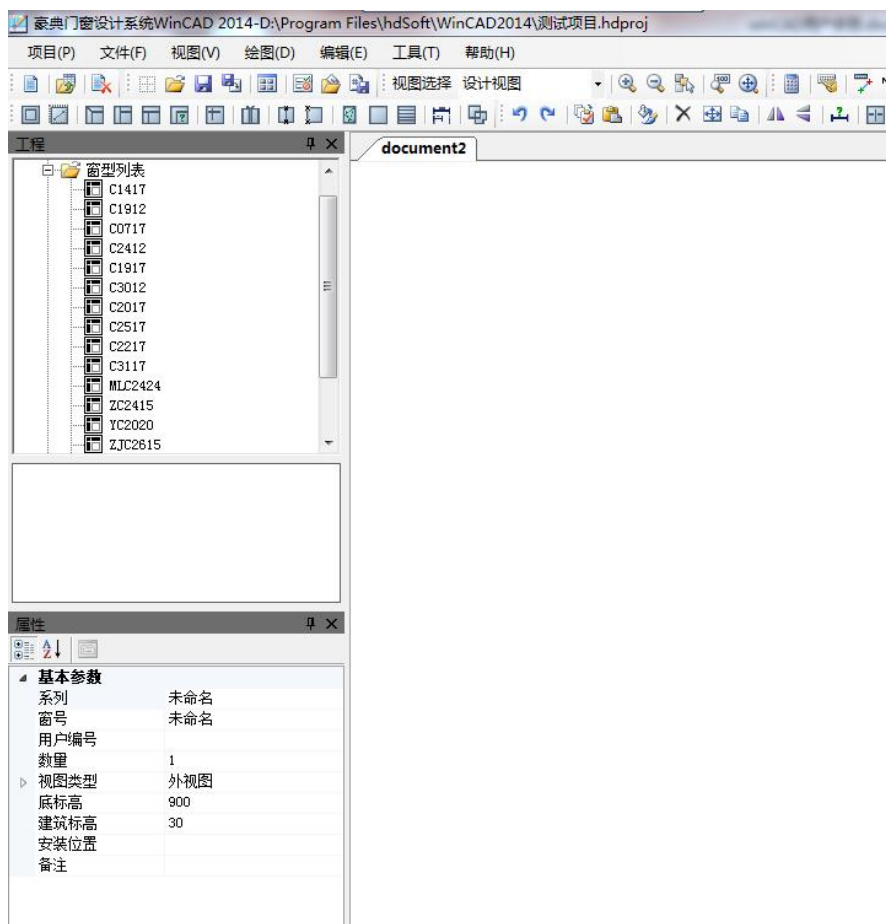 豪典门窗设计系统WinCAD 2014-D:\Program Files\hdSoft\WinCAD2014\测试项目.hdproj
项目(P) 文件(F) 视图(V) 绘图(D) 编辑(E) 工具(T) 帮助(H)
视图选择 设计视图
工程
document2
窗型列表
C1417
C1912
C0717
C2412
C1917
C3012
C2017
C2517
C2217
C3117
MLC2424
ZC2415
YC2020
ZJC2615
属性
基本参数
系列 未命名
窗号 未命名
用户编号
数量 1
视图类型 外视图
底标高 900
建筑标高 30
安装位置
备注